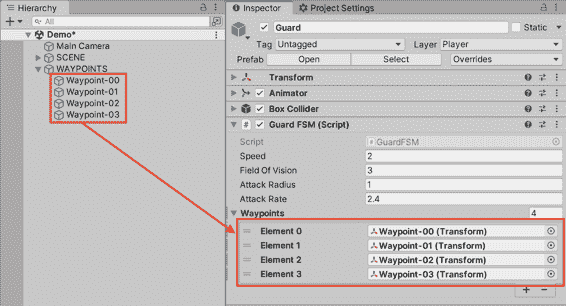 Hierarchy
All
Demo*
Main Camera
SCENE
WAYPOINTS
Waypoint-00
Waypoint-01
Waypoint-02
Waypoint-03
Inspector
Project Settings
Guard
Static
Tag Untagged Layer Player
Prefab Open Select Overrides
Transform
Animator
Box Collider
# Guard FSM (Script)
Script # GuardFSM
Speed 2
Field Of Vision 3
Attack Radius 1
Attack Rate 2.4
Waypoints 4
Element 0 Waypoint-00 (Transform)
Element 1 Waypoint-01 (Transform)
Element 2 Waypoint-02 (Transform)
Element 3 Waypoint-03 (Transform)
+ −